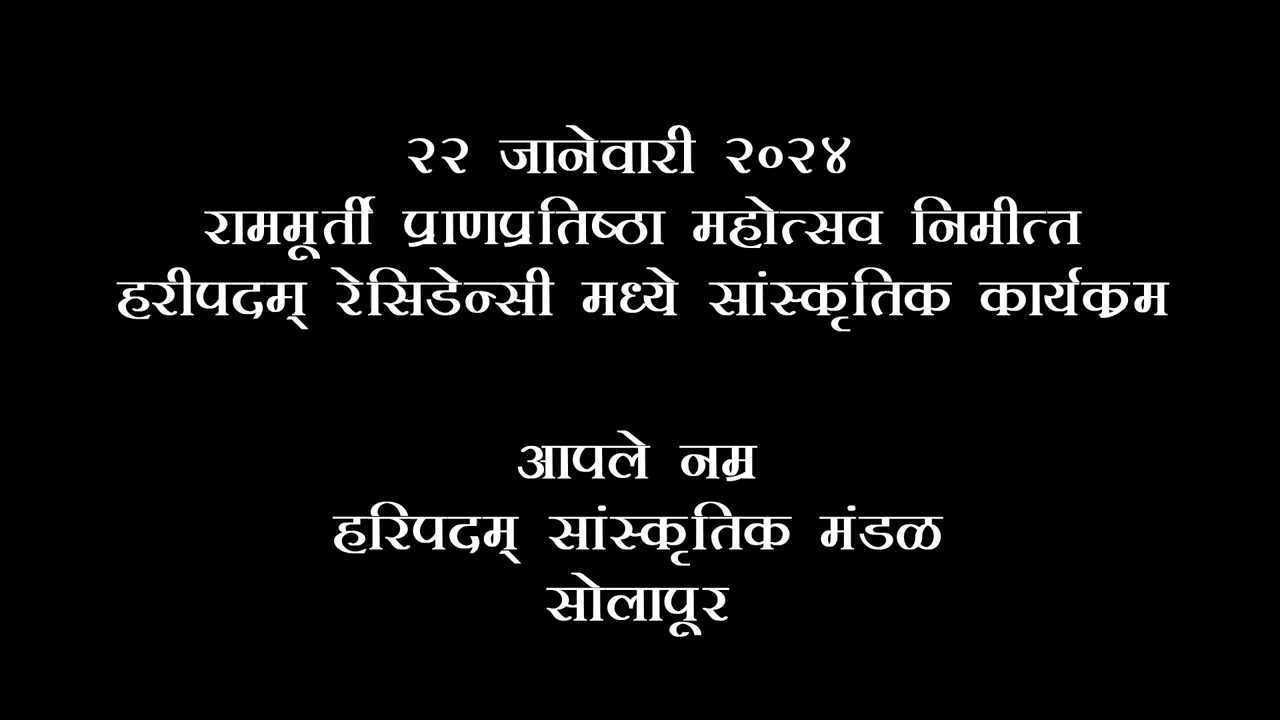 २२ जानेवारी २०२४
राममूर्ती प्राणप्रतिष्ठा महोत्सव निमीत्त
हरीपदम् रेसिडेन्सी मध्ये सांस्कृतिक कार्यक्रम
आपले नम्र
हरिपदम् सांस्कृतिक मंडळ
सोलापूर